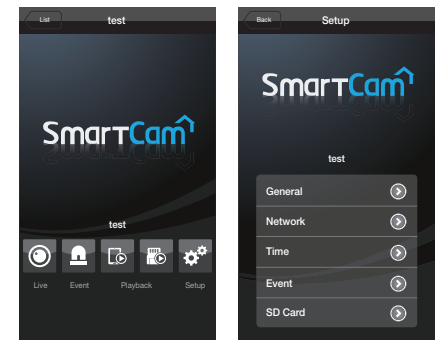 List
test
SmartCam
test
Live
Event
Playback
Setup
Back
Setup
SmartCam
test
General
Network
Time
Event
SD Card